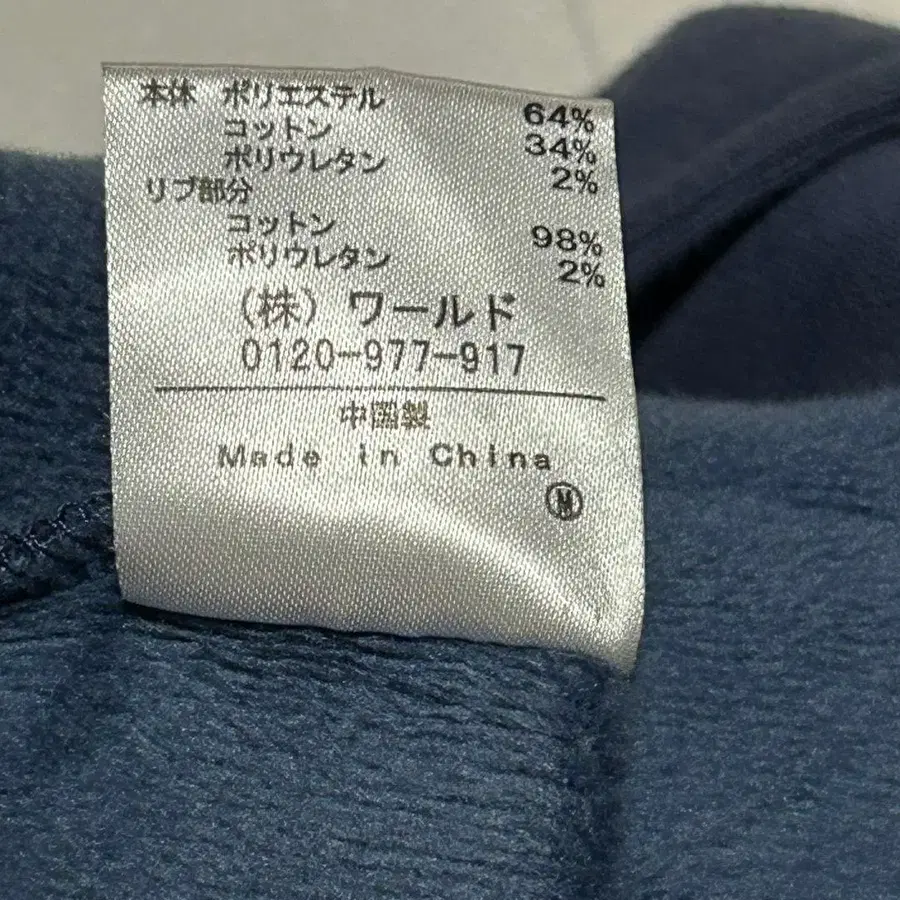 本体 ポリエステル 64%
コットン 34%
ポリウレタン 2%
リブ部分
コットン 98%
ポリウレタン 2%
(株) ワールド
0120-977-917
中国製
Made in China
Ⓜ